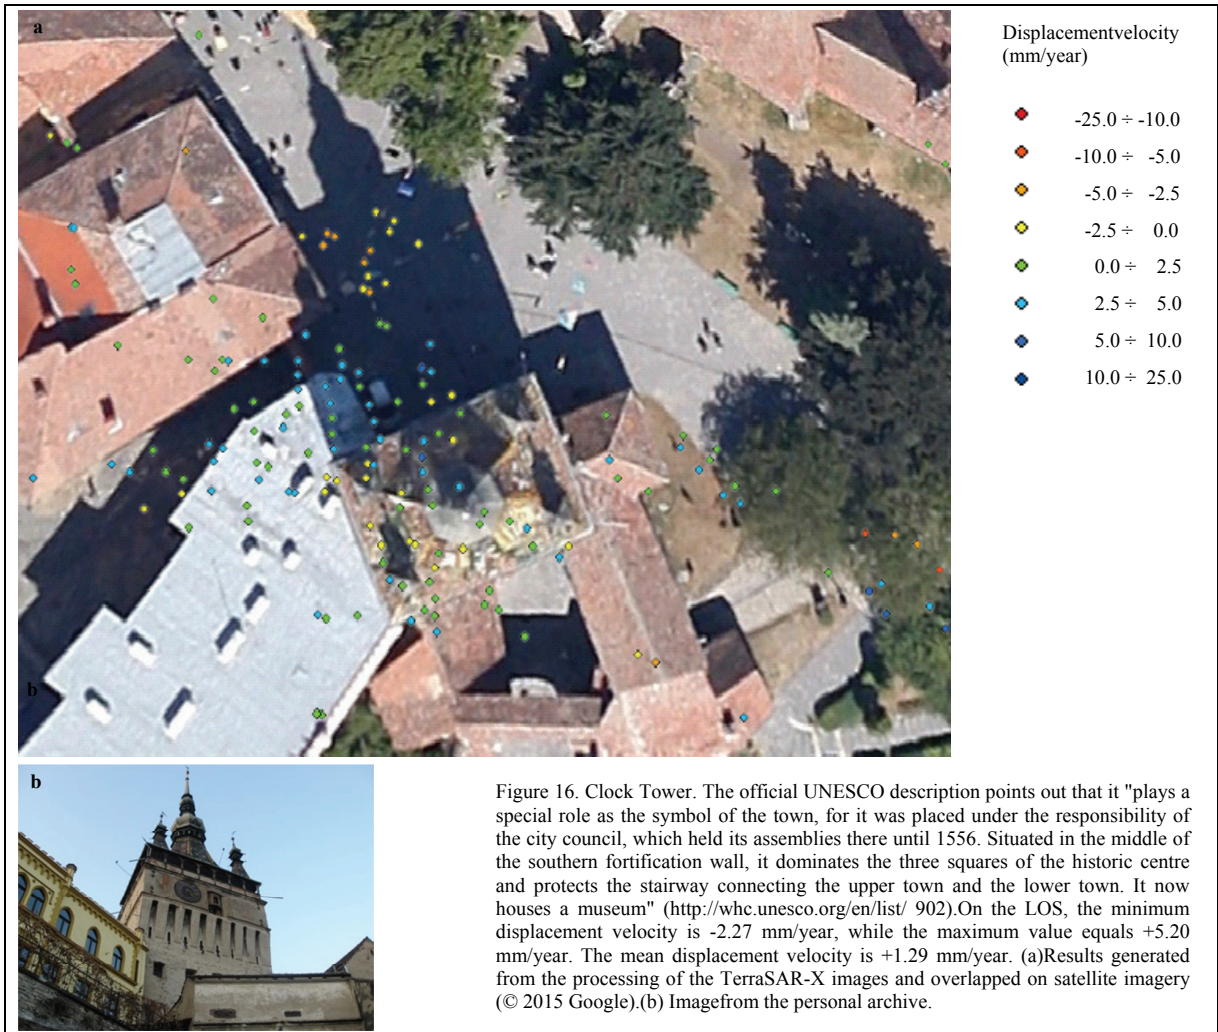 a
Displacementvelocity
(mm/year)
-25.0 ÷ -10.0
-10.0 ÷ -5.0
-5.0 ÷ -2.5
-2.5 ÷ 0.0
0.0 ÷ 2.5
2.5 ÷ 5.0
5.0 ÷ 10.0
10.0 ÷ 25.0
b
b
Figure 16. Clock Tower. The official UNESCO description points out that it "plays a
special role as the symbol of the town, for it was placed under the responsibility of
the city council, which held its assemblies there until 1556. Situated in the middle of
the southern fortification wall, it dominates the three squares of the historic centre
and protects the stairway connecting the upper town and the lower town. It now
houses a museum" (http://whc.unesco.org/en/list/ 902).On the LOS, the minimum
displacement velocity is -2.27 mm/year, while the maximum value equals +5.20
mm/year. The mean displacement velocity is +1.29 mm/year. (a)Results generated
from the processing of the TerraSAR-X images and overlapped on satellite imagery
(© 2015 Google).(b) Imagefrom the personal archive.